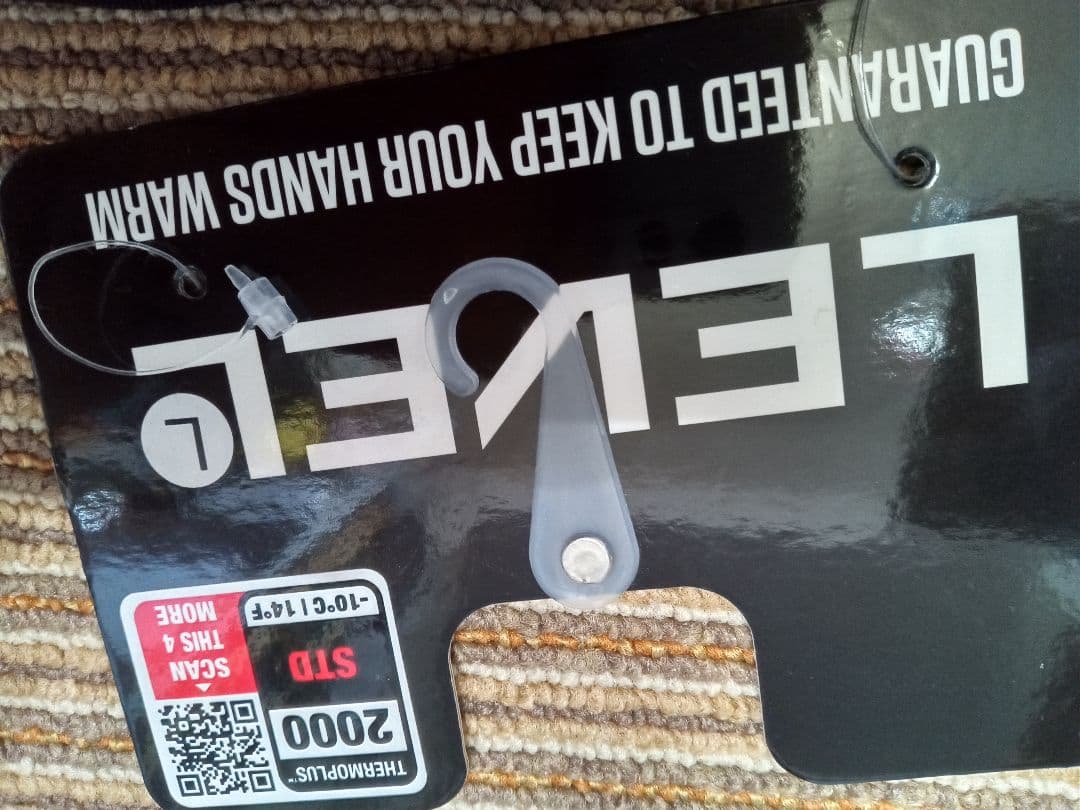 GUARANTEED TO KEEP YOUR HANDS WARM
LEVEL
L
THERMOPLUS™
2000
STD
-10°C | 14°F
SCAN
THIS 4
MORE